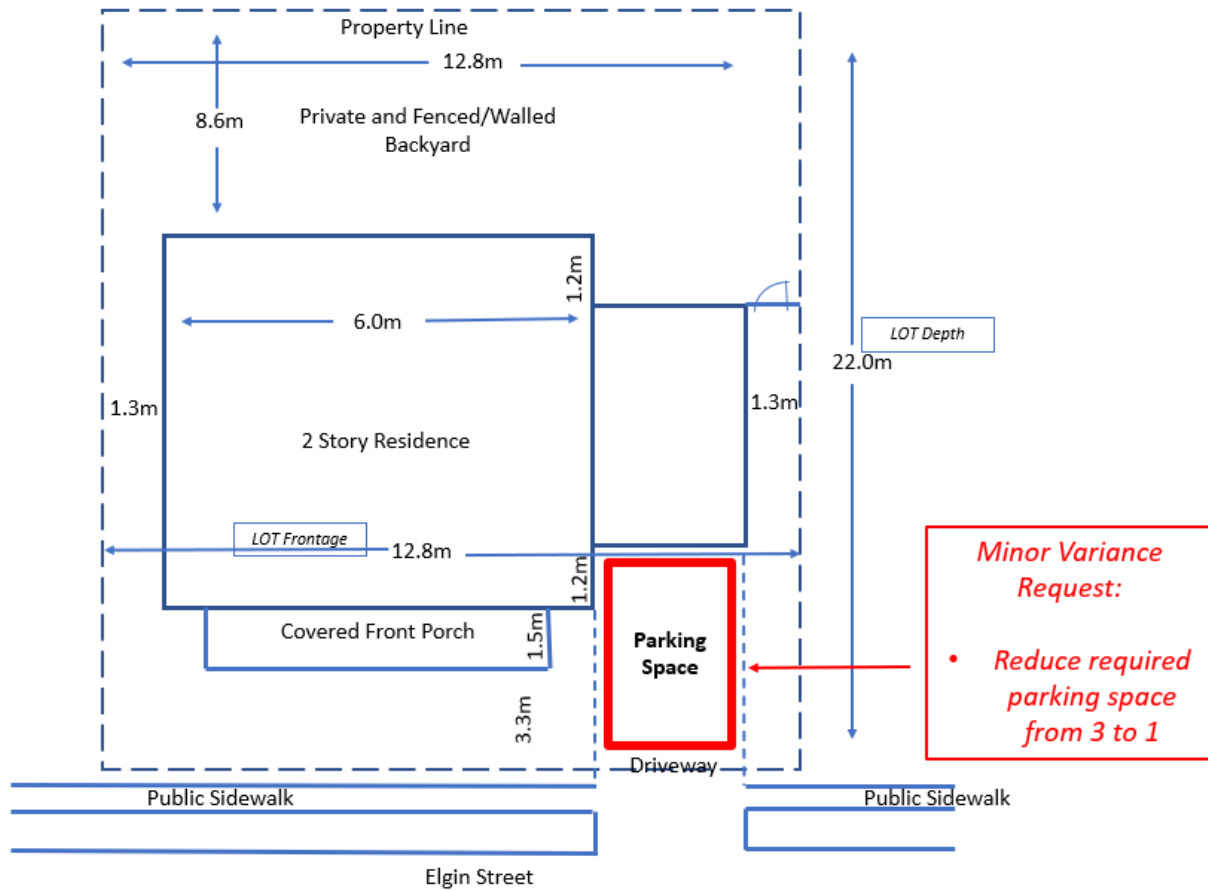 Property Line
12.8m
8.6m
Private and Fenced/Walled
Backyard
1.2m
6.0m
LOT Depth
22.0m
1.3m
1.3m
2 Story Residence
LOT Frontage
12.8m
1.2m
Minor Variance
Request:
• Reduce required
parking space
from 3 to 1
Covered Front Porch
1.5m
Parking
Space
3.3m
Driveway
Public Sidewalk
Public Sidewalk
Elgin Street